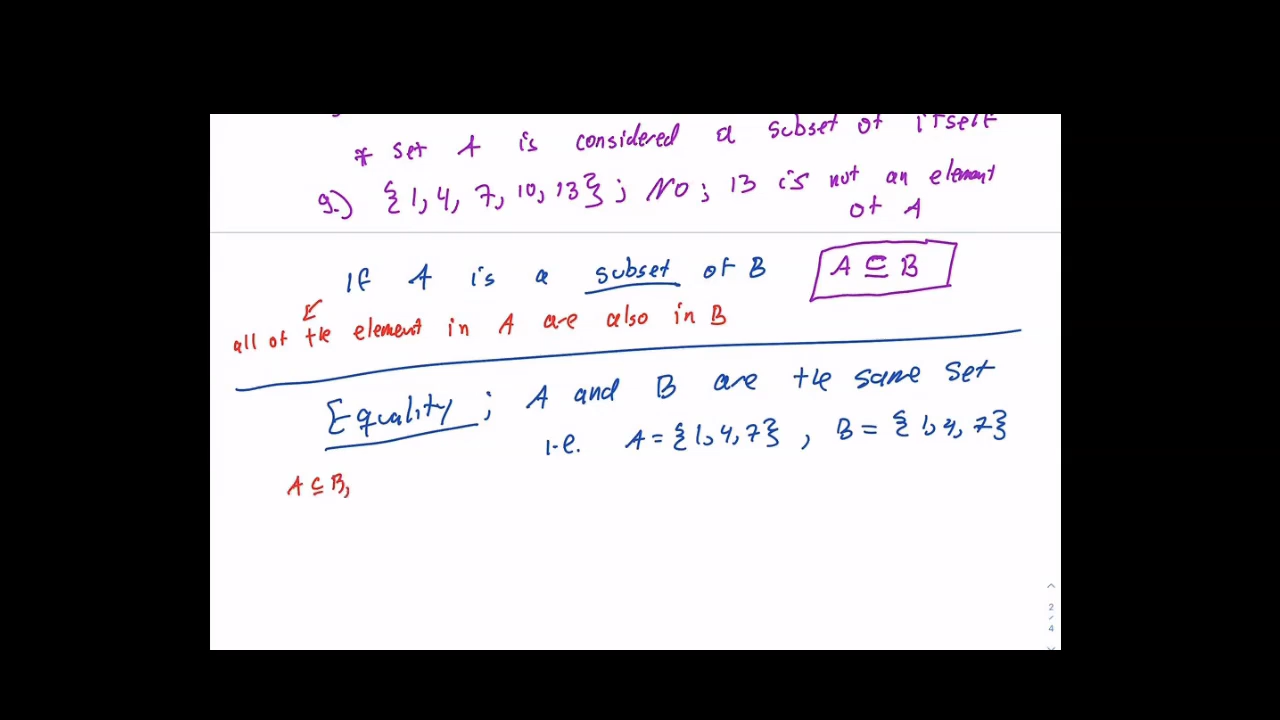 * Set A is considered a subset of itself
9.) {1, 4, 7, 10, 13} ; No ; 13 is not an element
of A
If A is a subset of B A ⊆ B
all of the element in A are also in B
Equality ; A and B are the same set
i.e. A = {1, 4, 7} , B = {1, 4, 7}
A ⊆ B,
2
/
4